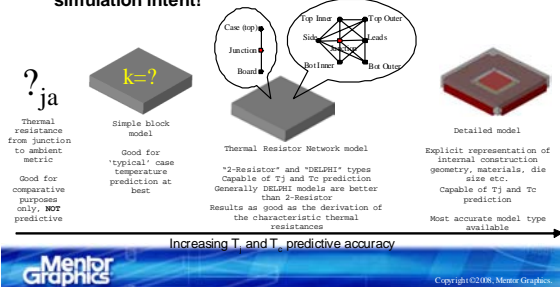 simulation intent!
Case (top)
Junction
Board
Top Inner
Top Outer
Side
Junction
Leads
Bot Inner
Bot Outer
?ja
k=?
Thermal
resistance
from junction
to ambient
metric
Good for
comparative
purposes
only, NOT
predictive
Simple block
model
Good for
'typical' case
temperature
prediction at
best
Thermal Resistor Network model
"2-Resistor" and "DELPHI" types
Capable of Tj and Tc prediction
Generally DELPHI models are better
than 2-Resistor
Results as good as the derivation of
the characteristic thermal
resistances
Detailed model
Explicit representation of
internal construction
geometry, materials, die
size etc.
Capable of Tj and Tc
prediction
Most accurate model type
available
Increasing Tj and Tc predictive accuracy
Mentor
Graphics
Copyright ©2008, Mentor Graphics.